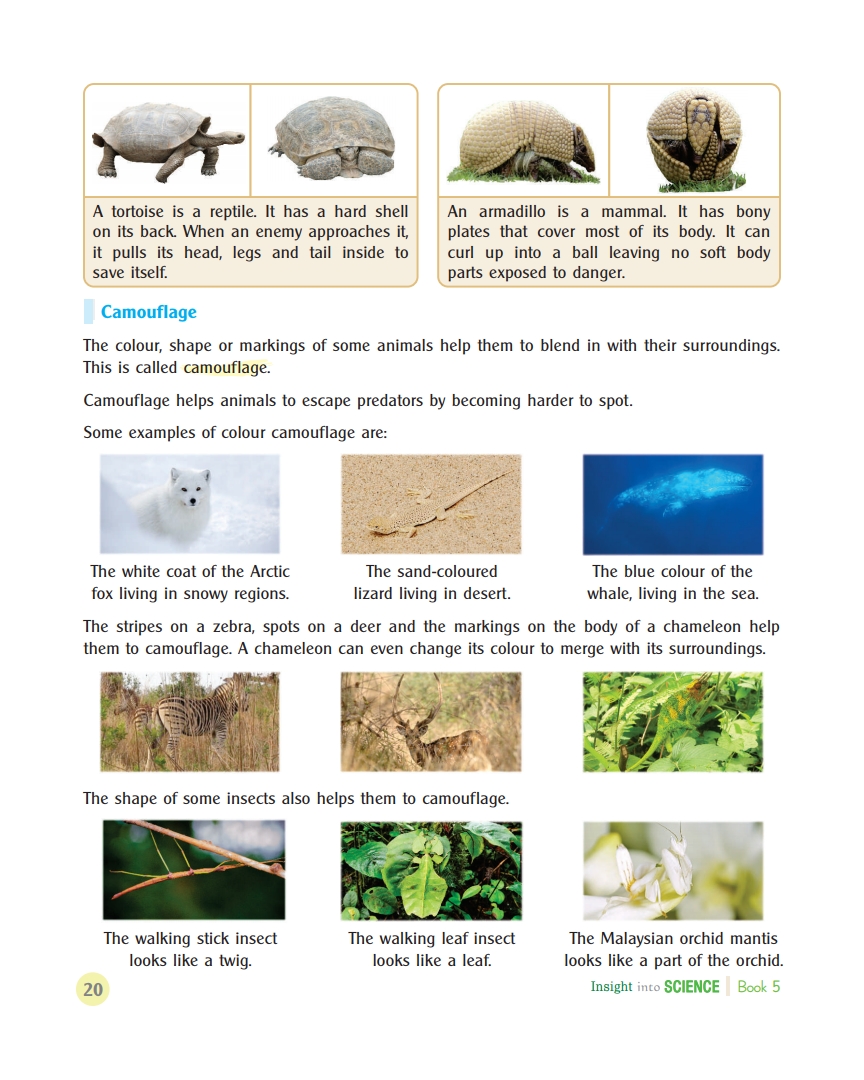 A tortoise is a reptile. It has a hard shell
on its back. When an enemy approaches it,
it pulls its head, legs and tail inside to
save itself.
An armadillo is a mammal. It has bony
plates that cover most of its body. It can
curl up into a ball leaving no soft body
parts exposed to danger.
Camouflage
The colour, shape or markings of some animals help them to blend in with their surroundings.
This is called camouflage.
Camouflage helps animals to escape predators by becoming harder to spot.
Some examples of colour camouflage are:
The white coat of the Arctic
fox living in snowy regions.
The sand-coloured
lizard living in desert.
The blue colour of the
whale, living in the sea.
The stripes on a zebra, spots on a deer and the markings on the body of a chameleon help
them to camouflage. A chameleon can even change its colour to merge with its surroundings.
The shape of some insects also helps them to camouflage.
The walking stick insect
looks like a twig.
The walking leaf insect
looks like a leaf.
The Malaysian orchid mantis
looks like a part of the orchid.
20
Insight into SCIENCE Book 5